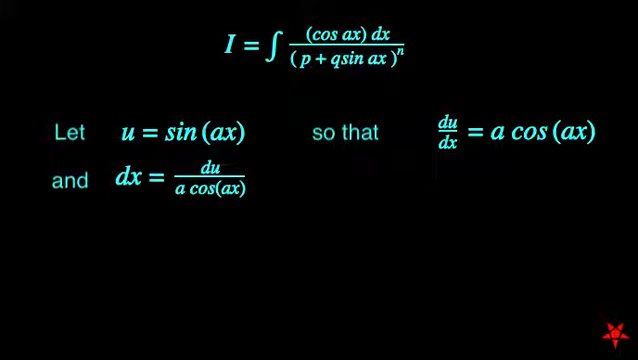 I = ∫ (cos ax) dx / ( p + qsin ax )ⁿ
Let u = sin (ax) so that du/dx = a cos (ax)
and dx = du / a cos(ax)